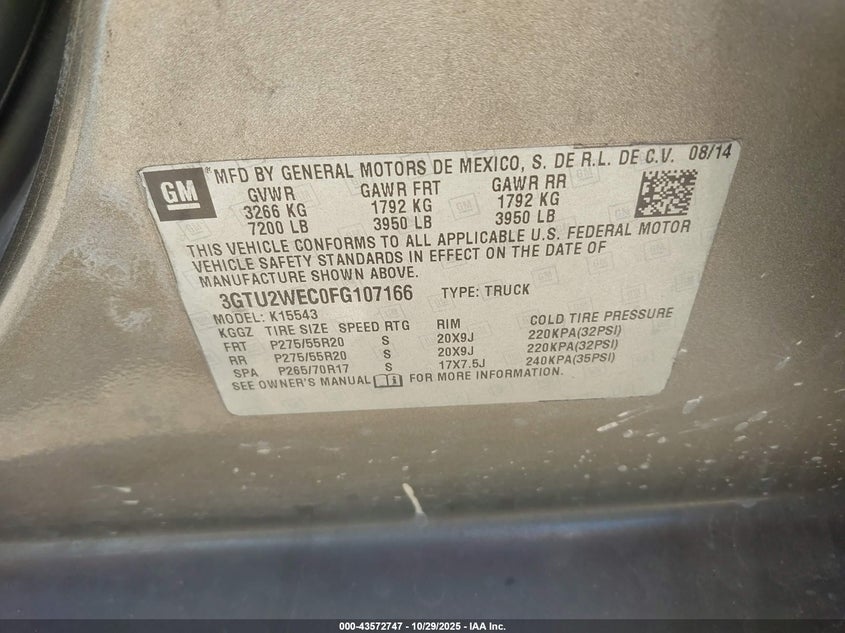 GM
® MFD BY GENERAL MOTORS DE MEXICO, S. DE R.L. DE C.V. 08/14
GVWR GAWR FRT GAWR RR
3266 KG 1792 KG 1792 KG
7200 LB 3950 LB 3950 LB
THIS VEHICLE CONFORMS TO ALL APPLICABLE U.S. FEDERAL MOTOR
VEHICLE SAFETY STANDARDS IN EFFECT ON THE DATE OF
MANUFACTURE SHOWN ABOVE.
3GTU2WEC0FG107166 TYPE: TRUCK
MODEL: K15543
KGGZ TIRE SIZE SPEED RTG RIM COLD TIRE PRESSURE
FRT P275/55R20 S 20X9J 220KPA(32PSI)
RR P275/55R20 S 20X9J 220KPA(32PSI)
SPA P265/70R17 S 17X7.5J 240KPA(35PSI)
SEE OWNER'S MANUAL FOR MORE INFORMATION.
000-43572747 - 10/29/2025 - IAA Inc.